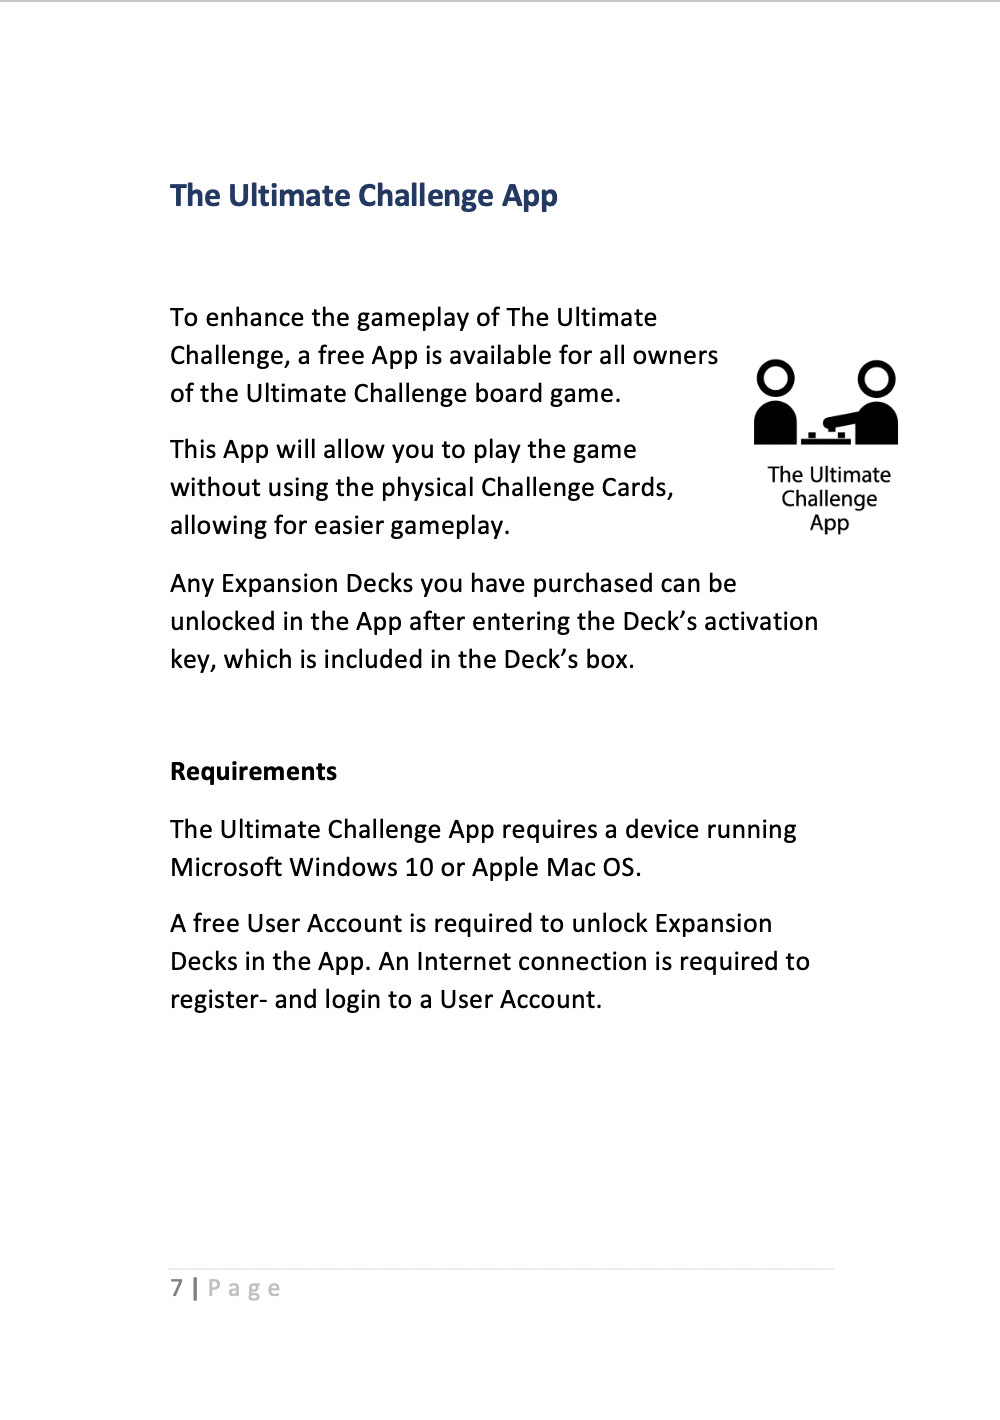 The Ultimate Challenge App
To enhance the gameplay of The Ultimate
Challenge, a free App is available for all owners
of the Ultimate Challenge board game.
This App will allow you to play the game
without using the physical Challenge Cards,
allowing for easier gameplay.
The Ultimate
Challenge
App
Any Expansion Decks you have purchased can be
unlocked in the App after entering the Deck’s activation
key, which is included in the Deck’s box.
Requirements
The Ultimate Challenge App requires a device running
Microsoft Windows 10 or Apple Mac OS.
A free User Account is required to unlock Expansion
Decks in the App. An Internet connection is required to
register- and login to a User Account.
7 | Page